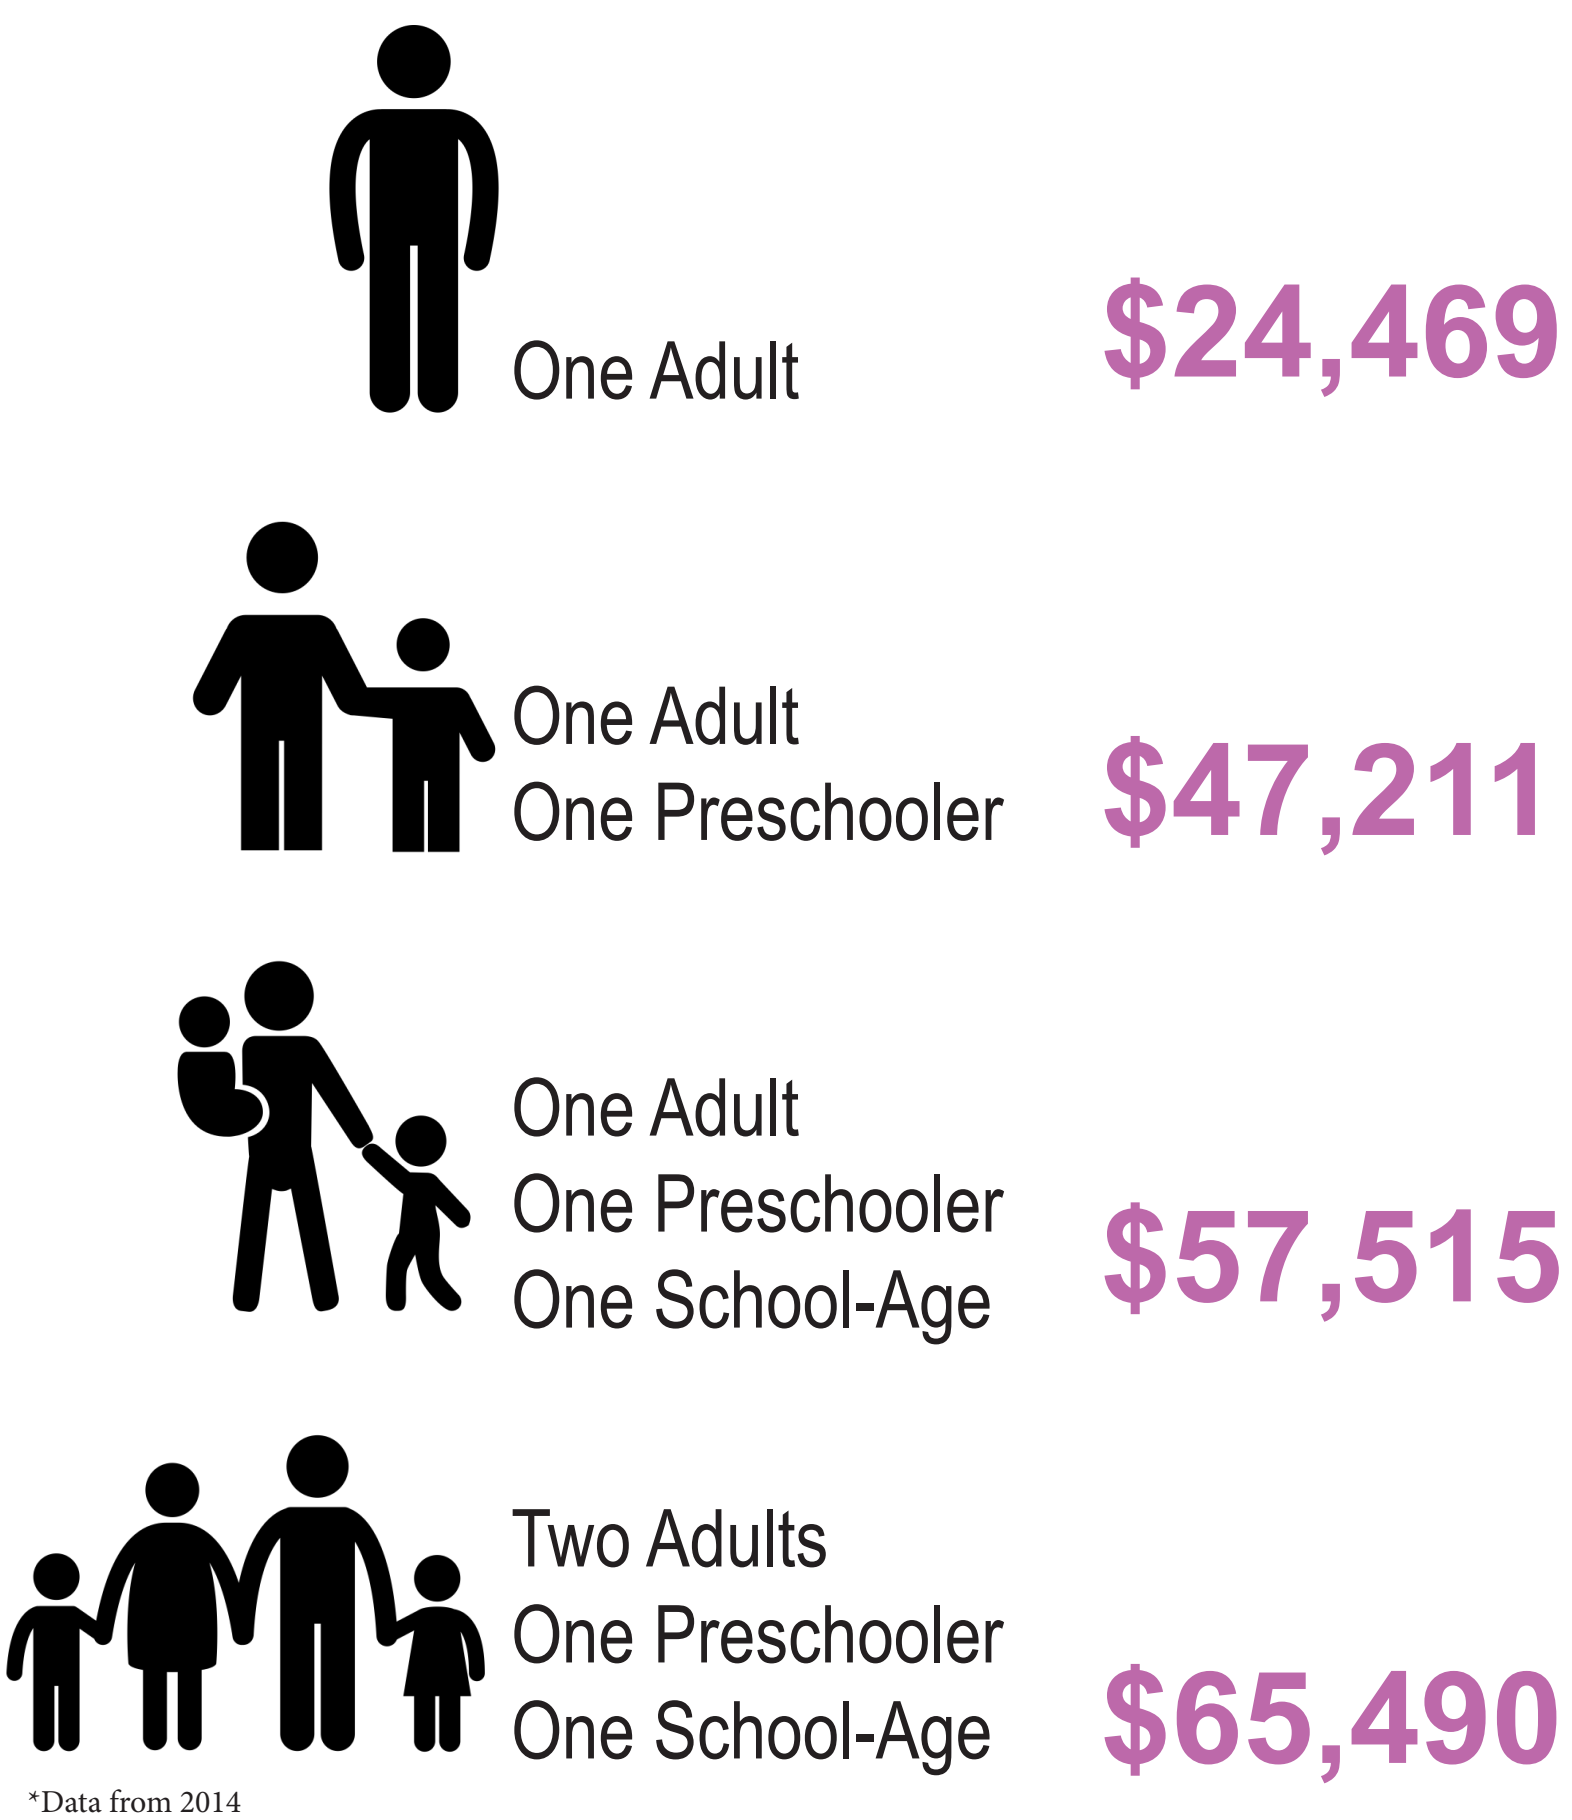 One Adult
$24,469
One Adult
One Preschooler
$47,211
One Adult
One Preschooler
One School-Age
$57,515
Two Adults
One Preschooler
One School-Age
$65,490
*Data from 2014